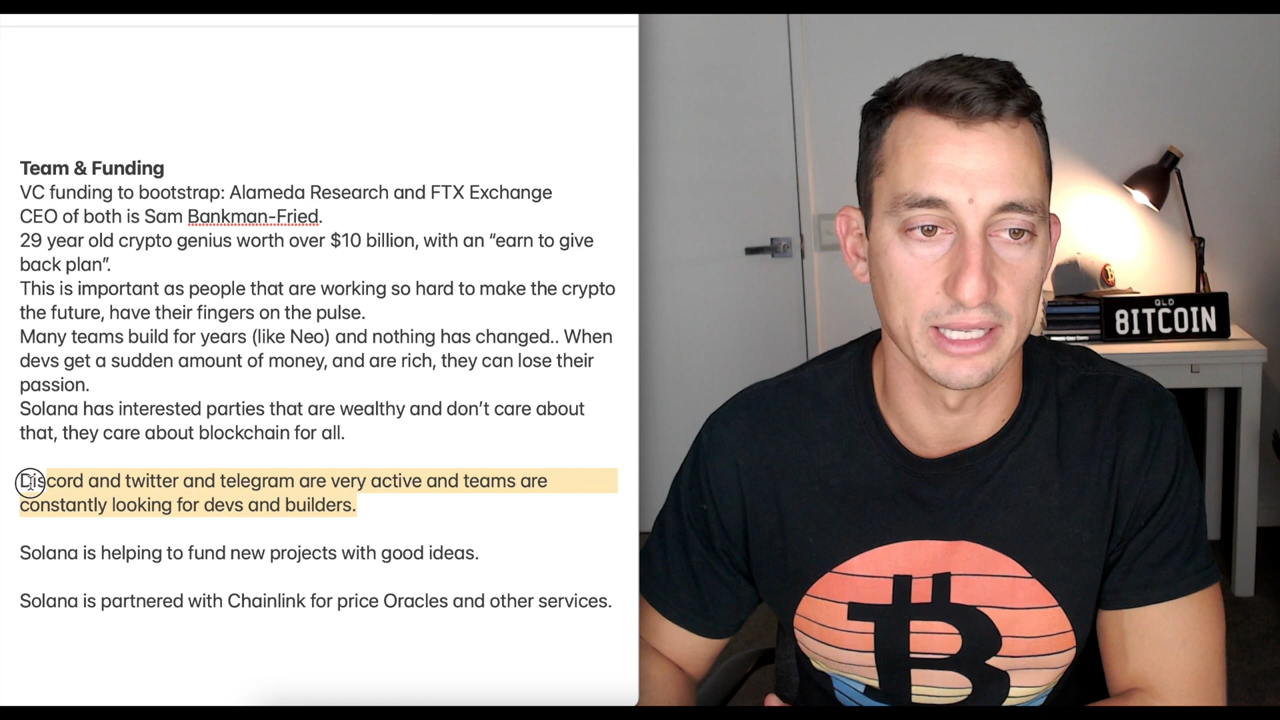 Team & Funding
VC funding to bootstrap: Alameda Research and FTX Exchange
CEO of both is Sam Bankman-Fried.
29 year old crypto genius worth over $10 billion, with an “earn to give
back plan”.
This is important as people that are working so hard to make the crypto
the future, have their fingers on the pulse.
Many teams build for years (like Neo) and nothing has changed.. When
devs get a sudden amount of money, and are rich, they can lose their
passion.
Solana has interested parties that are wealthy and don’t care about
that, they care about blockchain for all.
Discord and twitter and telegram are very active and teams are
constantly looking for devs and builders.
Solana is helping to fund new projects with good ideas.
Solana is partnered with Chainlink for price Oracles and other services.
QLD
8ITCOIN